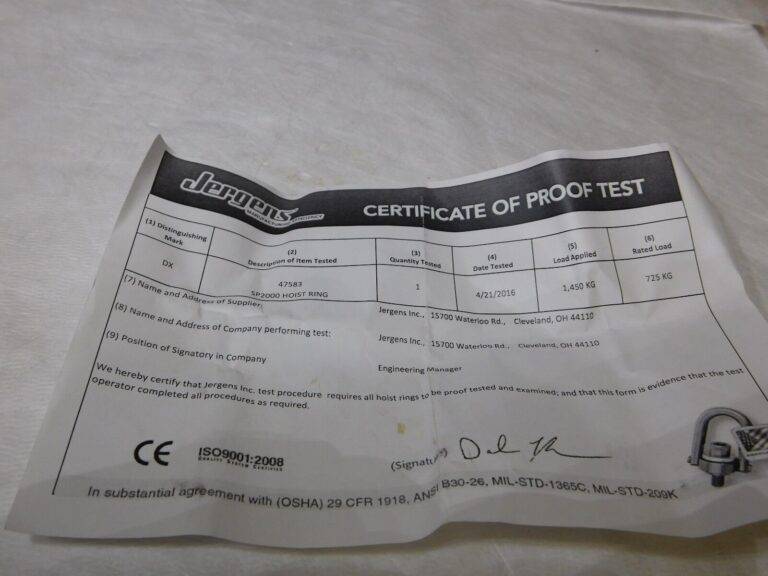 Jergens
MANUFACTURING EFFICIENCY
CERTIFICATE OF PROOF TEST
(1) Distinguishing
Mark
(2)
Description of Item Tested
(3)
Quantity Tested
(4)
Date Tested
(5)
Load Applied
(6)
Rated Load
DX
47583
SP2000 HOIST RING
1
4/21/2016
1,450 KG
725 KG
(7) Name and Address of Supplier:
Jergens Inc., 15700 Waterloo Rd., Cleveland, OH 44110
(8) Name and Address of Company performing test:
Jergens Inc., 15700 Waterloo Rd., Cleveland, OH 44110
(9) Position of Signatory in Company
Engineering Manager
We hereby certify that Jergens Inc. test procedure requires all hoist rings to be proof tested and examined; and that this form is evidence that the test
operator completed all procedures as required.
CE
ISO9001:2008
QUALITY SYSTEM CERTIFIED
(Signature)
In substantial agreement with (OSHA) 29 CFR 1918, ANSI B30-26, MIL-STD-1365C, MIL-STD-209K